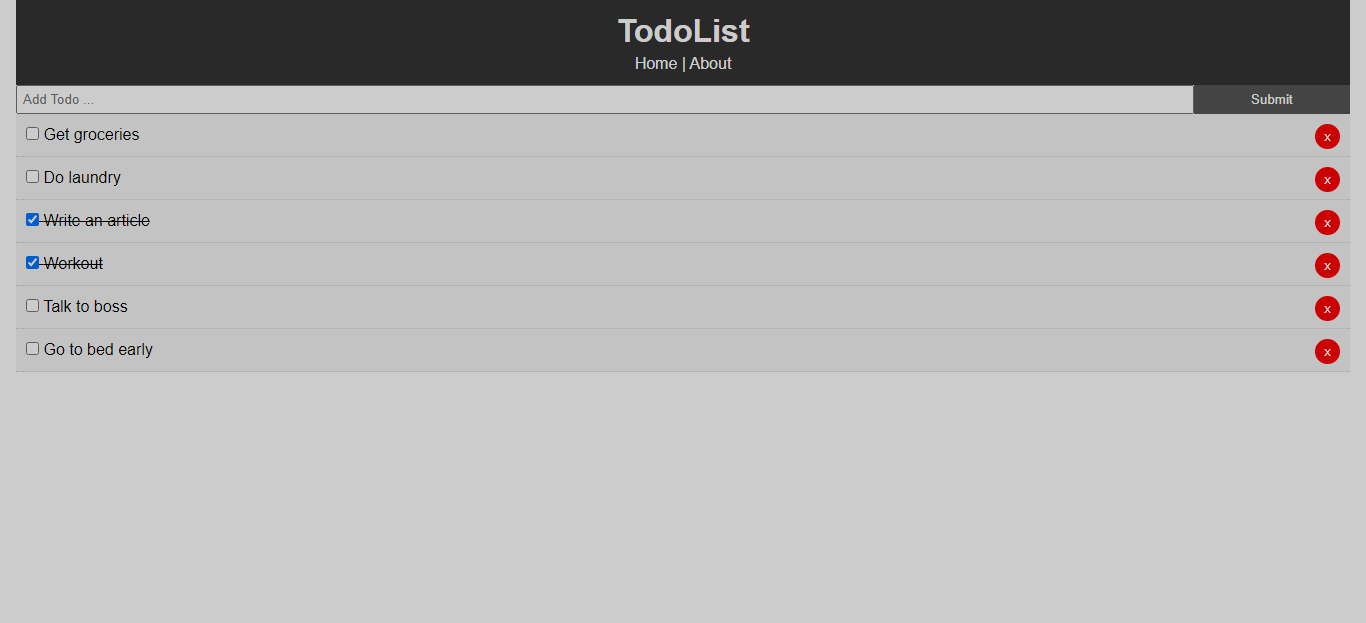 TodoList
Home | About
Add Todo ...
Submit
Get groceries
x
Do laundry
x
Write an article
x
Workout
x
Talk to boss
x
Go to bed early
x